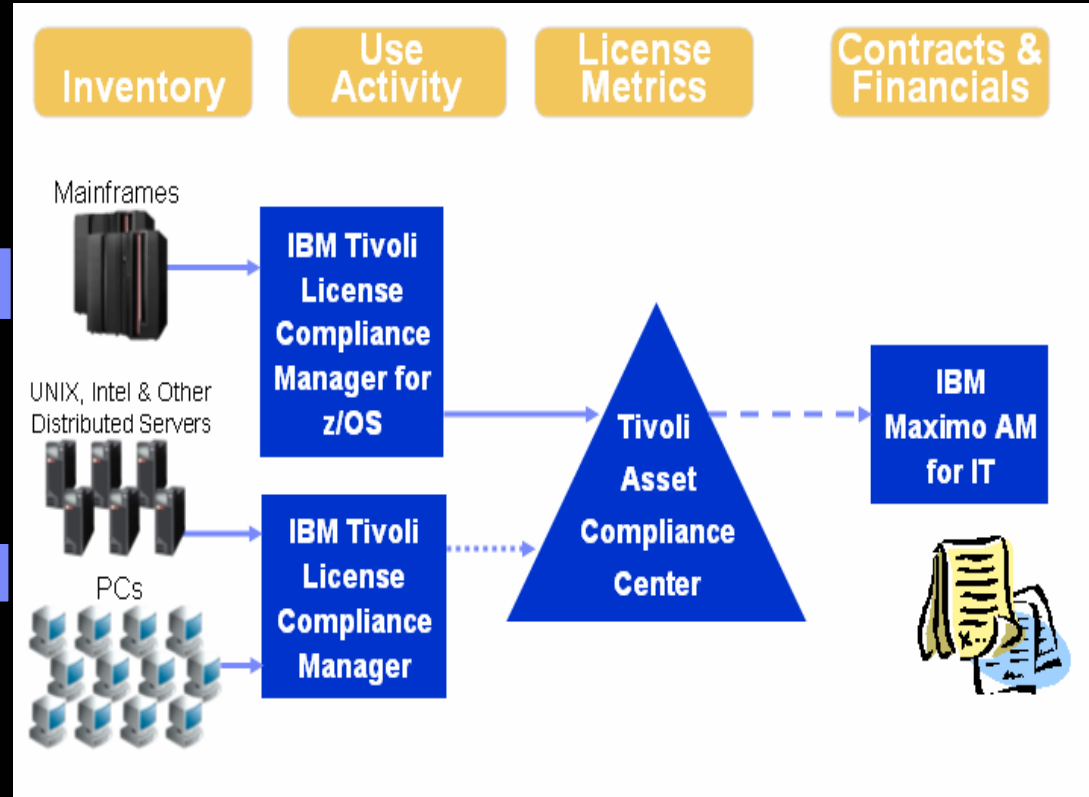 Inventory
Use
Activity
License
Metrics
Contracts &
Financials
Mainframes
IBM Tivoli
License
Compliance
Manager for
z/OS
UNIX, Intel & Other
Distributed Servers
IBM Tivoli
License
Compliance
Manager
PCs
Tivoli
Asset
Compliance
Center
IBM
Maximo AM
for IT